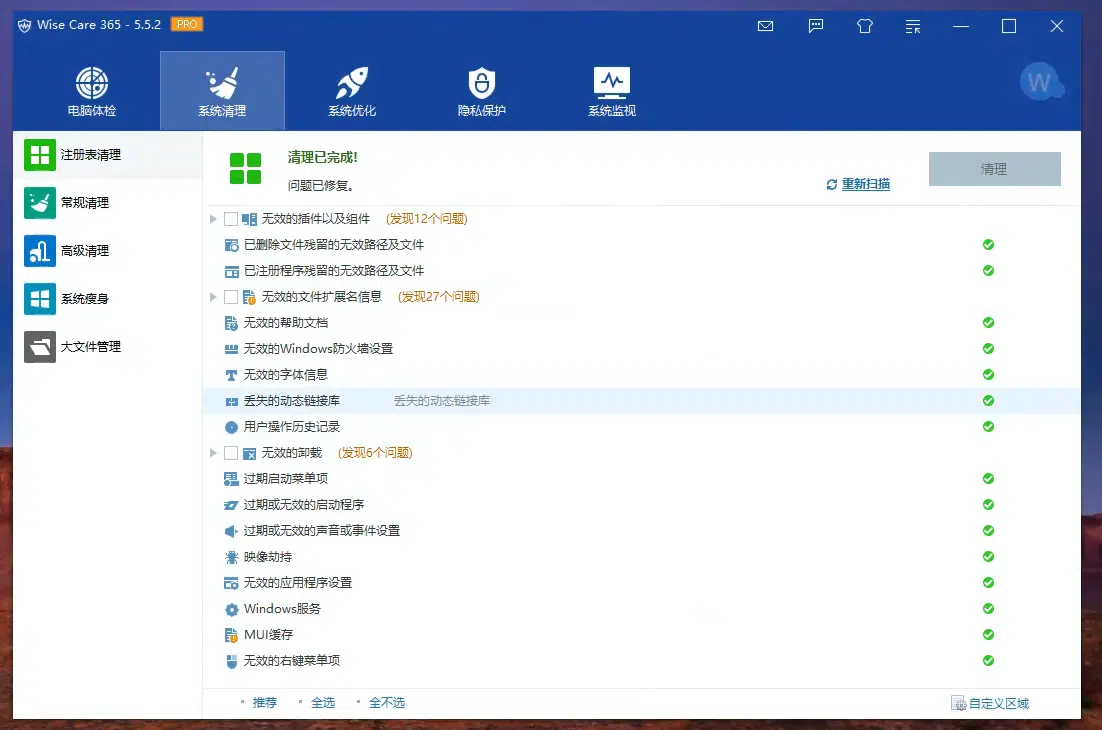 Wise Care 365 - 5.5.2 PRO
电脑体检 系统清理 系统优化 隐私保护 系统监视
W
注册表清理
常规清理
高级清理
系统瘦身
大文件管理
清理已完成!
问题已修复。
重新扫描
清理
无效的插件以及组件 (发现12个问题)
已删除文件残留的无效路径及文件
已注册程序残留的无效路径及文件
无效的文件扩展名信息 (发现27个问题)
无效的帮助文档
无效的Windows防火墙设置
无效的字体信息
丢失的动态链接库 丢失的动态链接库
用户操作历史记录
无效的卸载 (发现6个问题)
过期启动菜单项
过期或无效的启动程序
过期或无效的声音或事件设置
映像劫持
无效的应用程序设置
Windows服务
MUI缓存
无效的右键菜单项
推荐 全选 全不选 自定义区域